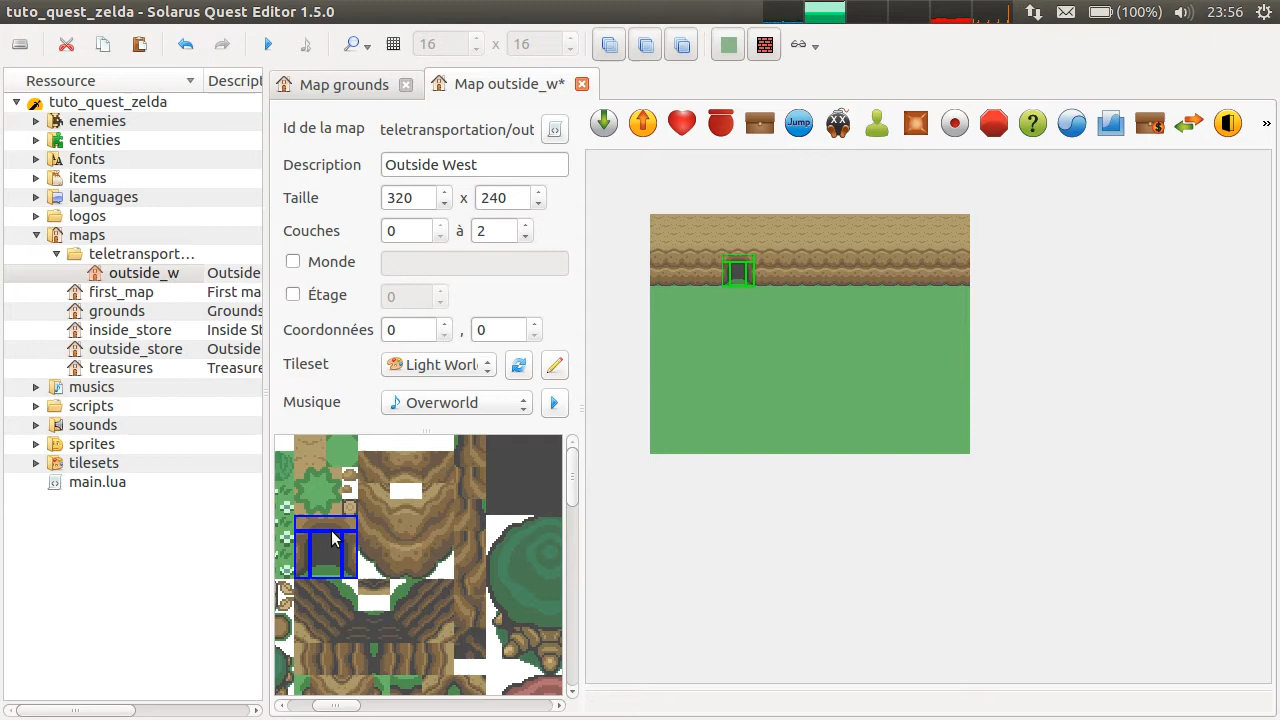 tuto_quest_zelda - Solarus Quest Editor 1.5.0
(100%)
23:56
16 x 16
Ressource
Descript
tuto_quest_zelda
enemies
entities
fonts
items
languages
logos
maps
teletransport...
outside_w Outside
first_map First ma
grounds Grounds
inside_store Inside St
outside_store Outside
treasures Treasure
musics
scripts
sounds
sprites
tilesets
main.lua
Map grounds
Map outside_w*
Id de la map teletransportation/out
Description Outside West
Taille 320 x 240
Couches 0 à 2
Monde
Étage 0
Coordonnées 0 , 0
Tileset Light Worl
Musique Overworld
Jump
XX
?
$
»